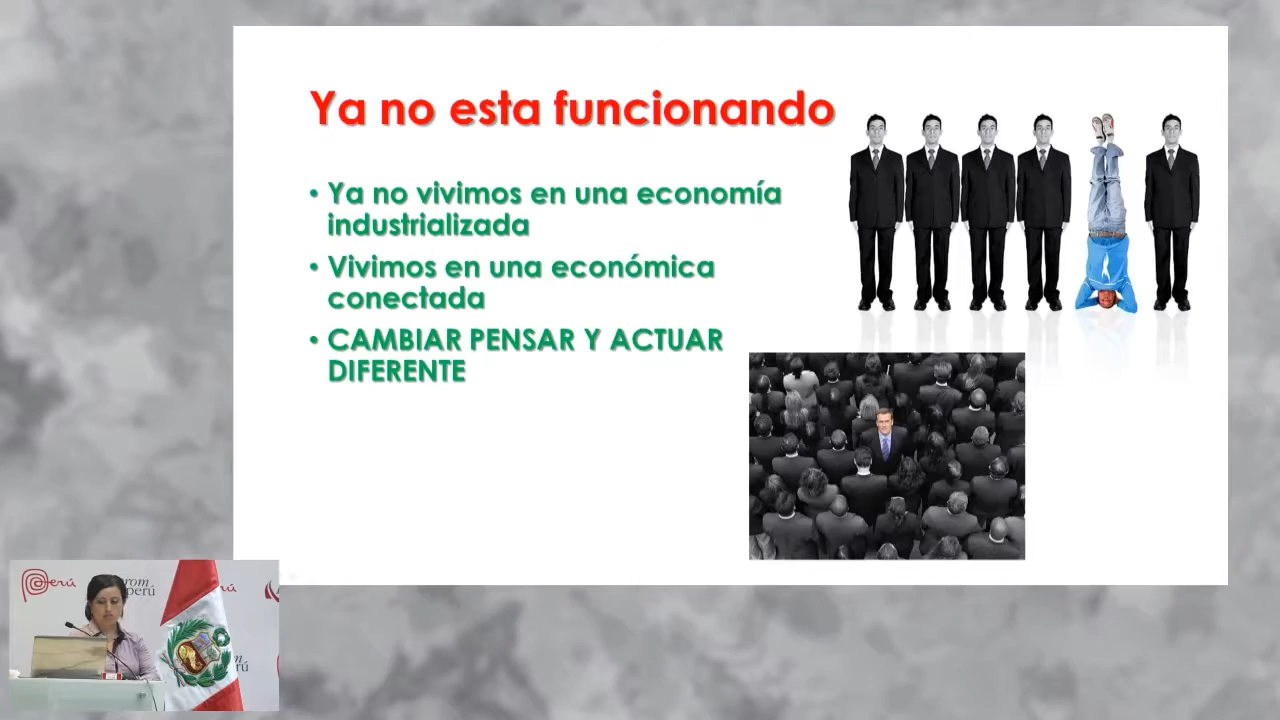 Ya no esta funcionando
• Ya no vivimos en una economía
industrializada
• Vivimos en una económica
conectada
• CAMBIAR PENSAR Y ACTUAR
DIFERENTE
Perú